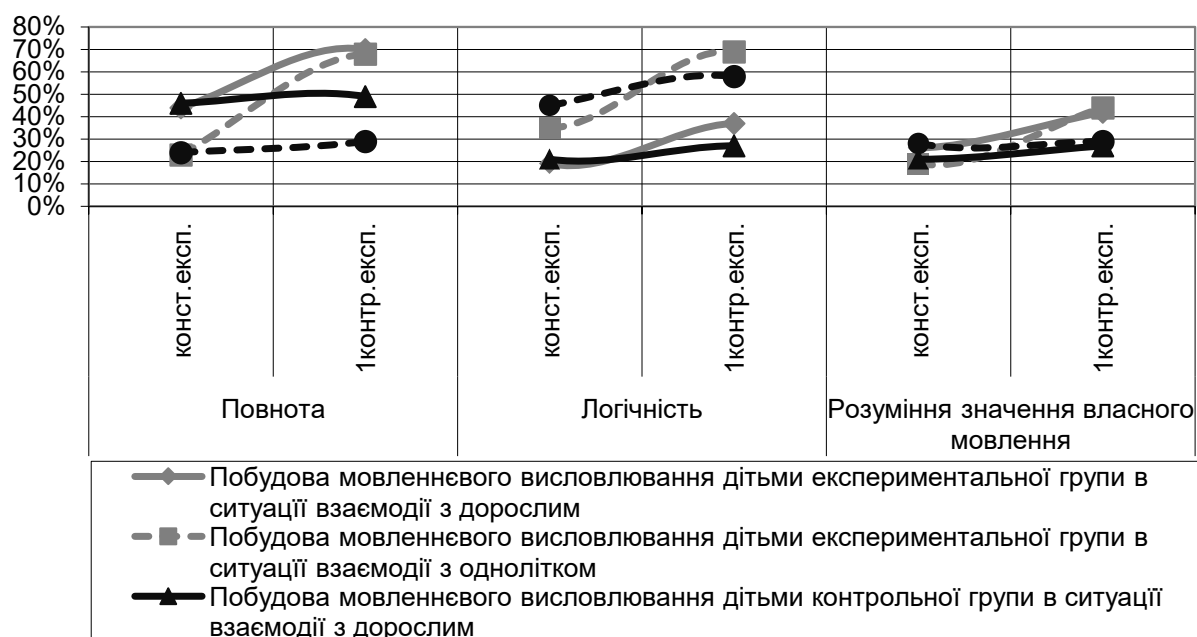 80%
70%
60%
50%
40%
30%
20%
10%
0%
конст.експ.
1контр.експ.
конст.експ.
1контр.експ.
конст.експ.
1контр.експ.
Повнота
Логічність
Розуміння значення власного
мовлення
Побудова мовленнєвого висловлювання дітьми експериментальної групи в
ситуації взаємодії з дорослим
Побудова мовленнєвого висловлювання дітьми експериментальної групи в
ситуації взаємодії з однолітком
Побудова мовленнєвого висловлювання дітьми контрольної групи в ситуації
взаємодії з дорослим